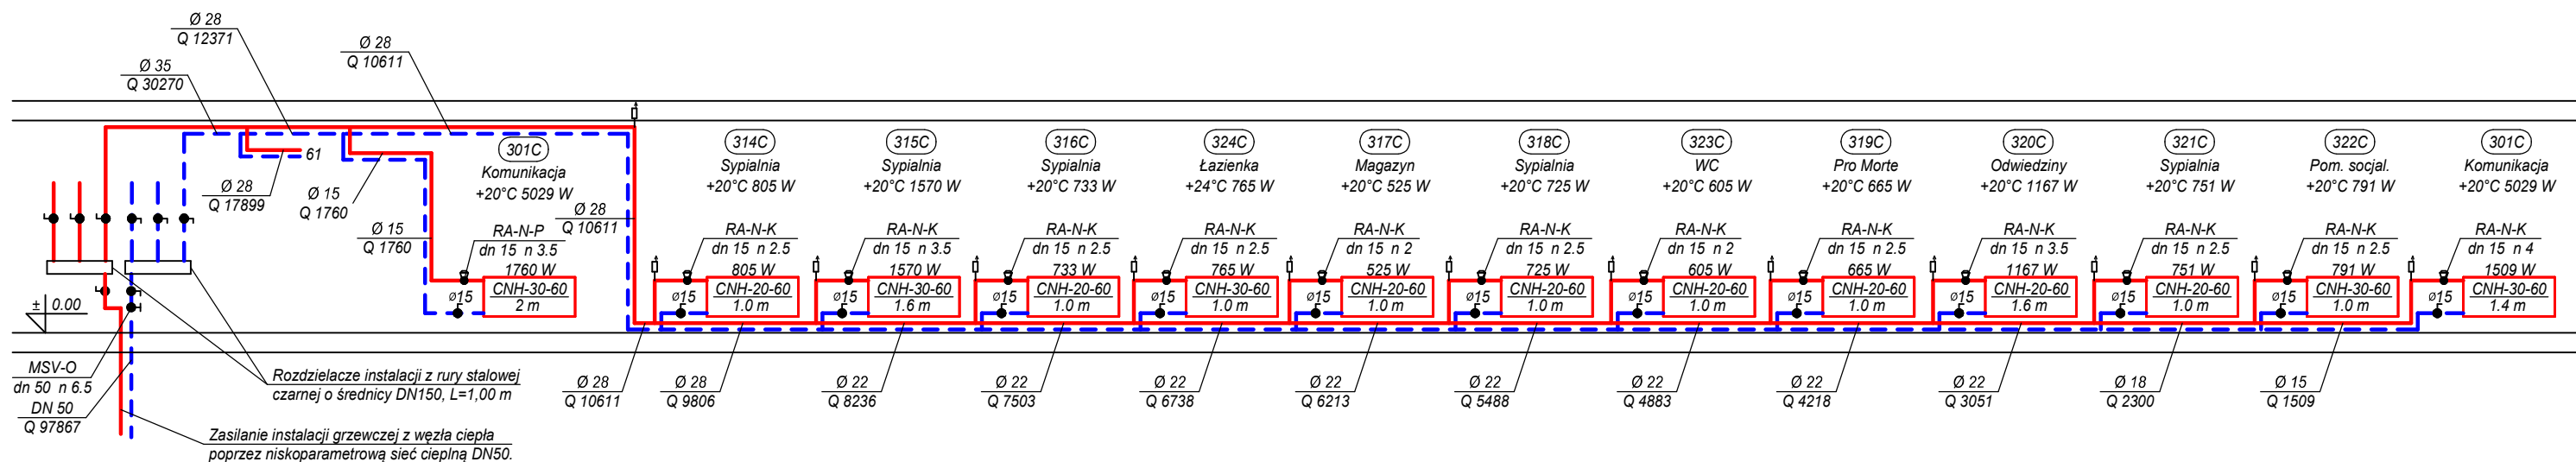 Ø 28
Q 12371
Ø 35
Q 30270
Ø 28
Q 10611
61
Ø 28
Q 17899
Ø 15
Q 1760
Ø 15
Q 1760
301C
Komunikacja
+20°C 5029 W
RA-N-P
dn 15 n 3.5
1760 W
CNH-30-60
2 m
ø15
Ø 28
Q 10611
314C
Sypialnia
+20°C 805 W
RA-N-K
dn 15 n 2.5
805 W
CNH-20-60
1.0 m
ø15
315C
Sypialnia
+20°C 1570 W
RA-N-K
dn 15 n 3.5
1570 W
CNH-30-60
1.6 m
ø15
316C
Sypialnia
+20°C 733 W
RA-N-K
dn 15 n 2.5
733 W
CNH-20-60
1.0 m
ø15
324C
Łazienka
+24°C 765 W
RA-N-K
dn 15 n 2.5
765 W
CNH-30-60
1.0 m
ø15
317C
Magazyn
+20°C 525 W
RA-N-K
dn 15 n 2
525 W
CNH-20-60
1.0 m
ø15
318C
Sypialnia
+20°C 725 W
RA-N-K
dn 15 n 2.5
725 W
CNH-20-60
1.0 m
ø15
323C
WC
+20°C 605 W
RA-N-K
dn 15 n 2
605 W
CNH-20-60
1.0 m
ø15
319C
Pro Morte
+20°C 665 W
RA-N-K
dn 15 n 2.5
665 W
CNH-20-60
1.0 m
ø15
320C
Odwiedziny
+20°C 1167 W
RA-N-K
dn 15 n 3.5
1167 W
CNH-20-60
1.6 m
ø15
321C
Sypialnia
+20°C 751 W
RA-N-K
dn 15 n 2.5
751 W
CNH-20-60
1.0 m
ø15
322C
Pom. socjal.
+20°C 791 W
RA-N-K
dn 15 n 2.5
791 W
CNH-30-60
1.0 m
ø15
301C
Komunikacja
+20°C 5029 W
RA-N-K
dn 15 n 4
1509 W
CNH-30-60
1.4 m
ø15
± 0.00
MSV-O
dn 50 n 6.5
DN 50
Q 97867
Rozdzielacze instalacji z rury stalowej
czarnej o średnicy DN150, L=1,00 m
Zasilanie instalacji grzewczej z węzła ciepła
poprzez niskoparametrową sieć cieplną DN50.
Ø 28
Q 10611
Ø 28
Q 9806
Ø 22
Q 8236
Ø 22
Q 7503
Ø 22
Q 6738
Ø 22
Q 6213
Ø 22
Q 5488
Ø 22
Q 4883
Ø 22
Q 4218
Ø 22
Q 3051
Ø 18
Q 2300
Ø 15
Q 1509